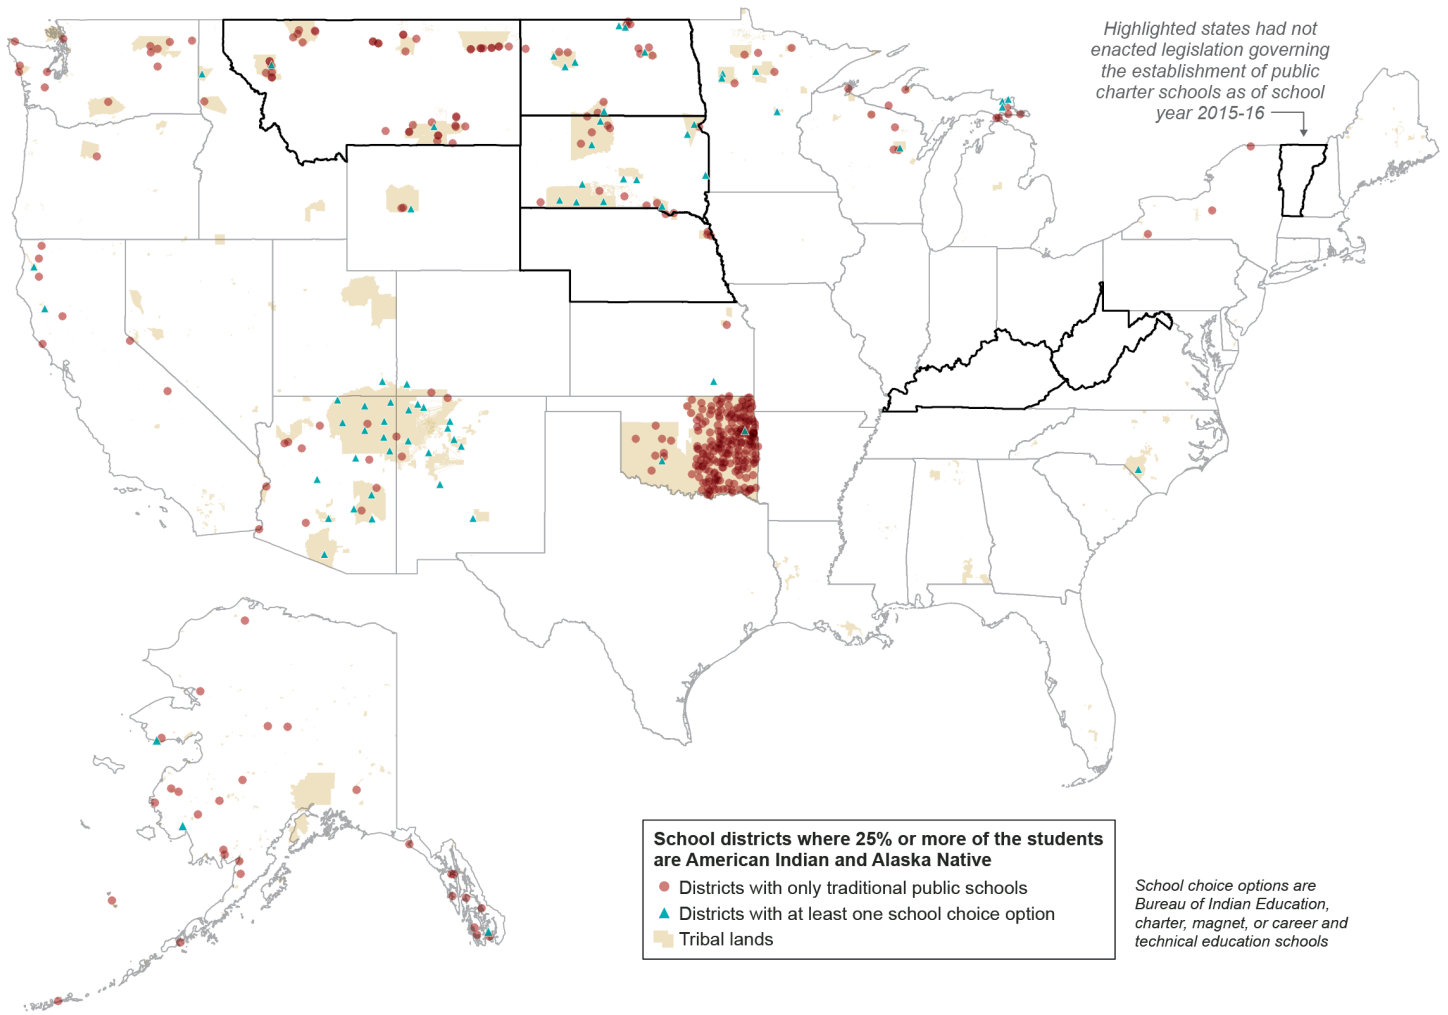 Highlighted states had not
enacted legislation governing
the establishment of public
charter schools as of school
year 2015-16
School districts where 25% or more of the students
are American Indian and Alaska Native
Districts with only traditional public schools
Districts with at least one school choice option
Tribal lands
School choice options are
Bureau of Indian Education,
charter, magnet, or career and
technical education schools